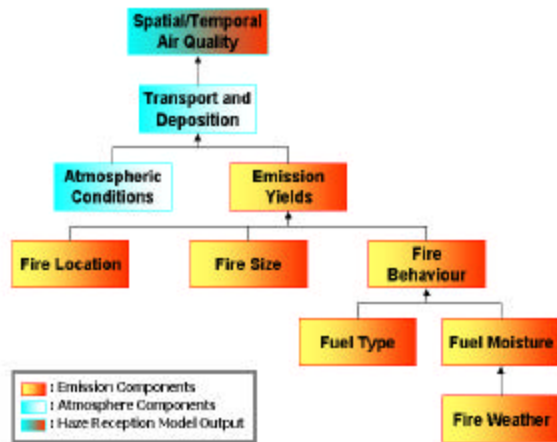 Spatial/Temporal
Air Quality
Transport and
Deposition
Atmospheric
Conditions
Emission
Yields
Fire Location
Fire Size
Fire
Behaviour
Fuel Type
Fuel Moisture
Fire Weather
: Emission Components
: Atmosphere Components
: Haze Reception Model Output